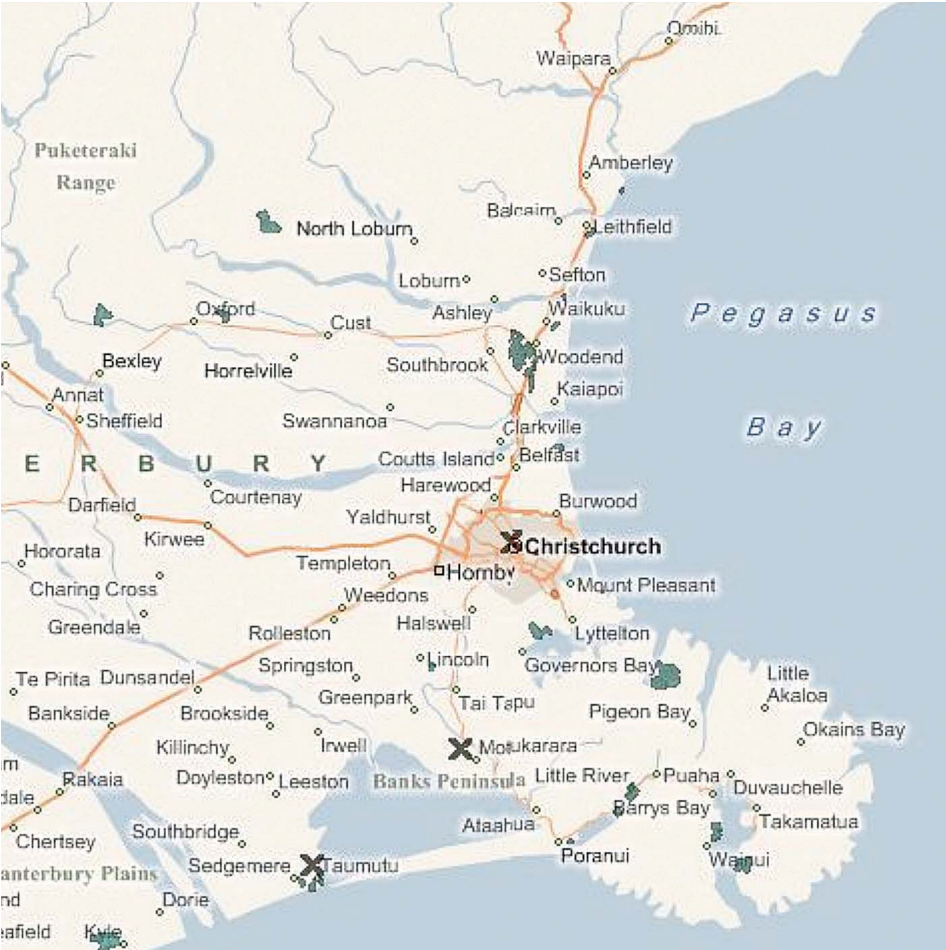 Omihi
Waipara
Puketeraki
Range
Amberley
Balcairn
North Loburn
Leithfield
Loburn
Sefton
Ashley
Waikuku
Pegasus
Oxford
Cust
Bexley
Horrelville
Southbrook
Woodend
Kaiapoi
Annat
Sheffield
Swannanoa
Clarkville
Bay
ERBURY
Coutts Island
Belfast
Courtenay
Harewood
Darfield
Burwood
Kirwee
Yaldhurst
Christchurch
Hororata
Templeton
Hornby
Charing Cross
Mount Pleasant
Weedons
Greendale
Rolleston
Halswell
Lyttelton
Springston
Lincoln
Governors Bay
Te Pirita
Dunsandel
Greenpark
Tai Tapu
Little
Akaloa
Bankside
Brookside
Pigeon Bay
Okains Bay
Killinchy
Irwell
Motukarara
Rakaia
Doyleston
Leeston
Banks Peninsula
Little River
Puaha
Duvauchelle
dale
Barrys Bay
Takamatua
Chertsey
Southbridge
Ataahua
Poranui
Wainui
Sedgemere
Taumutu
anterbury Plains
nd
Dorie
eafield
Kyle